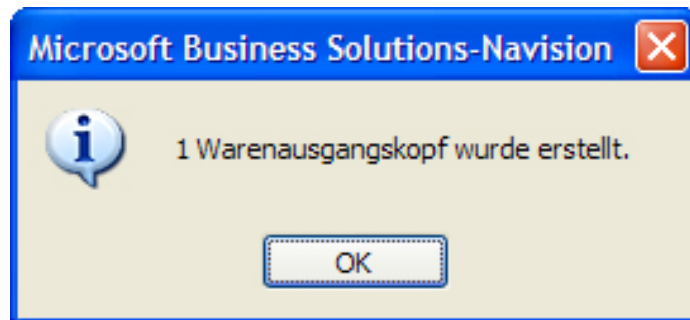 Microsoft Business Solutions-Navision
1 Warenausgangskopf wurde erstellt.
OK